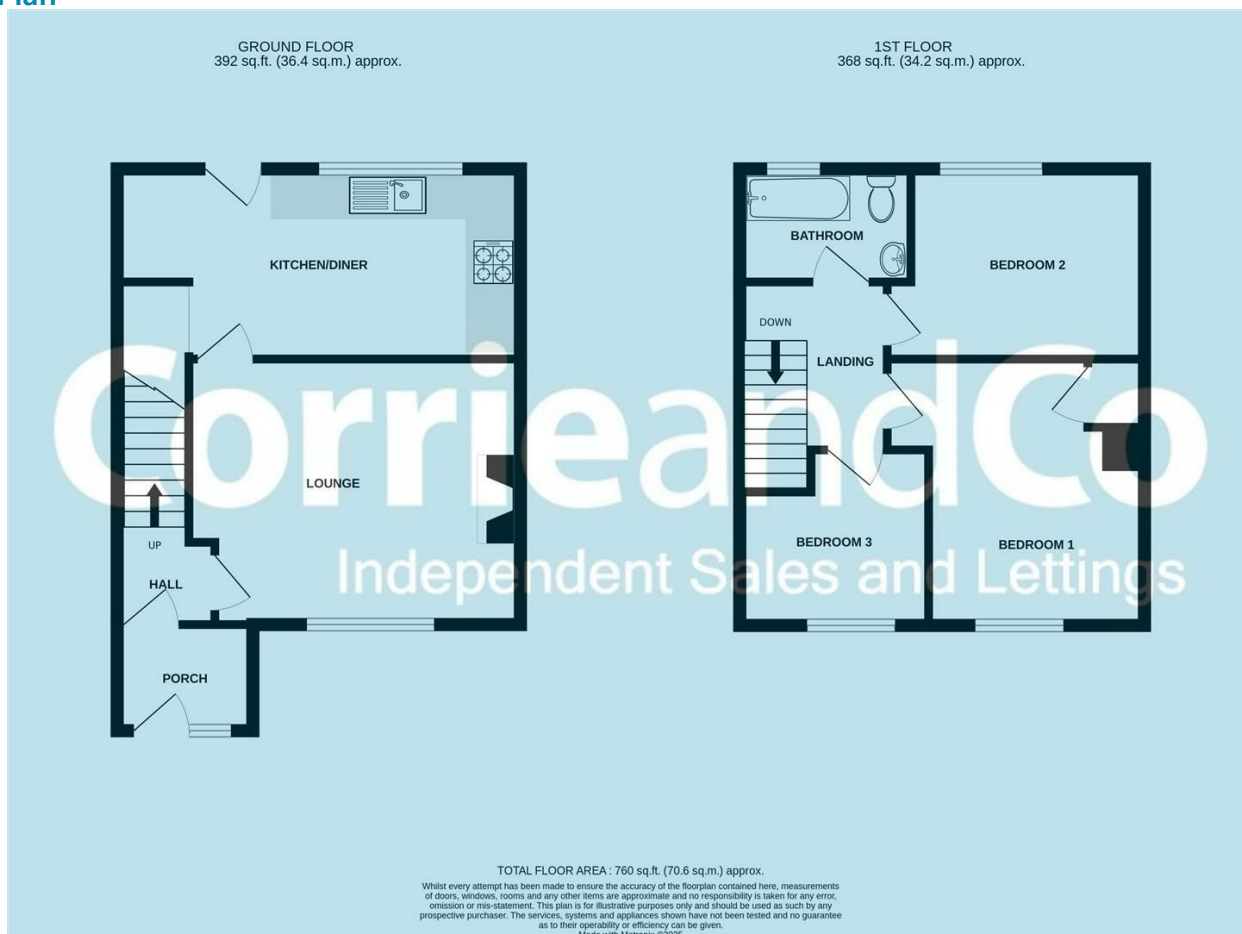 Plan
GROUND FLOOR
392 sq.ft. (36.4 sq.m.) approx.
1ST FLOOR
368 sq.ft. (34.2 sq.m.) approx.
KITCHEN/DINER
LOUNGE
UP
HALL
PORCH
BATHROOM
BEDROOM 2
DOWN
LANDING
BEDROOM 3
BEDROOM 1
CorrieandCo
Independent Sales and Lettings
TOTAL FLOOR AREA : 760 sq.ft. (70.6 sq.m.) approx.
Whilst every attempt has been made to ensure the accuracy of the floorplan contained here, measurements
of doors, windows, rooms and any other items are approximate and no responsibility is taken for any error,
omission or mis-statement. This plan is for illustrative purposes only and should be used as such by any
prospective purchaser. The services, systems and appliances shown have not been tested and no guarantee
as to their operability or efficiency can be given.
Made with Metropix ©2025